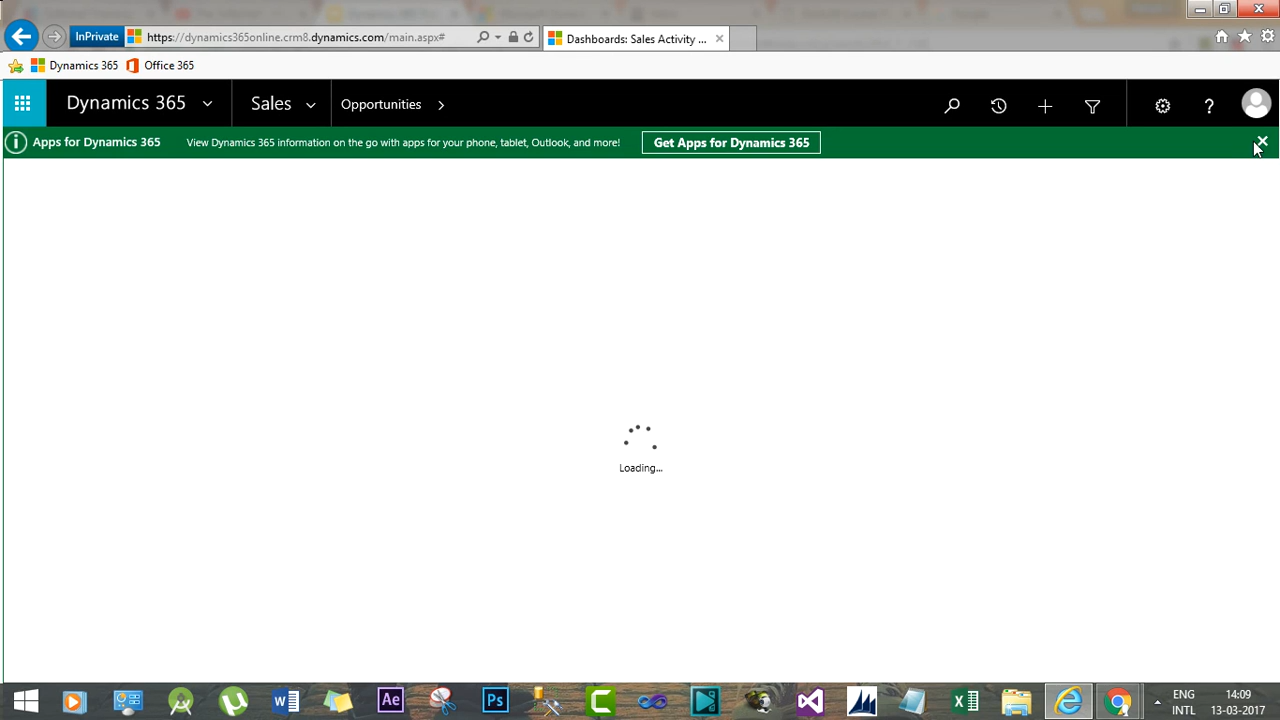 InPrivate https://dynamics365online.crm8.dynamics.com/main.aspx# Dashboards: Sales Activity ...
Dynamics 365 Office 365
Dynamics 365 Sales Opportunities
Apps for Dynamics 365 View Dynamics 365 information on the go with apps for your phone, tablet, Outlook, and more! Get Apps for Dynamics 365
Loading...
Ae Ps
ENG 14:09
INTL 13-03-2017